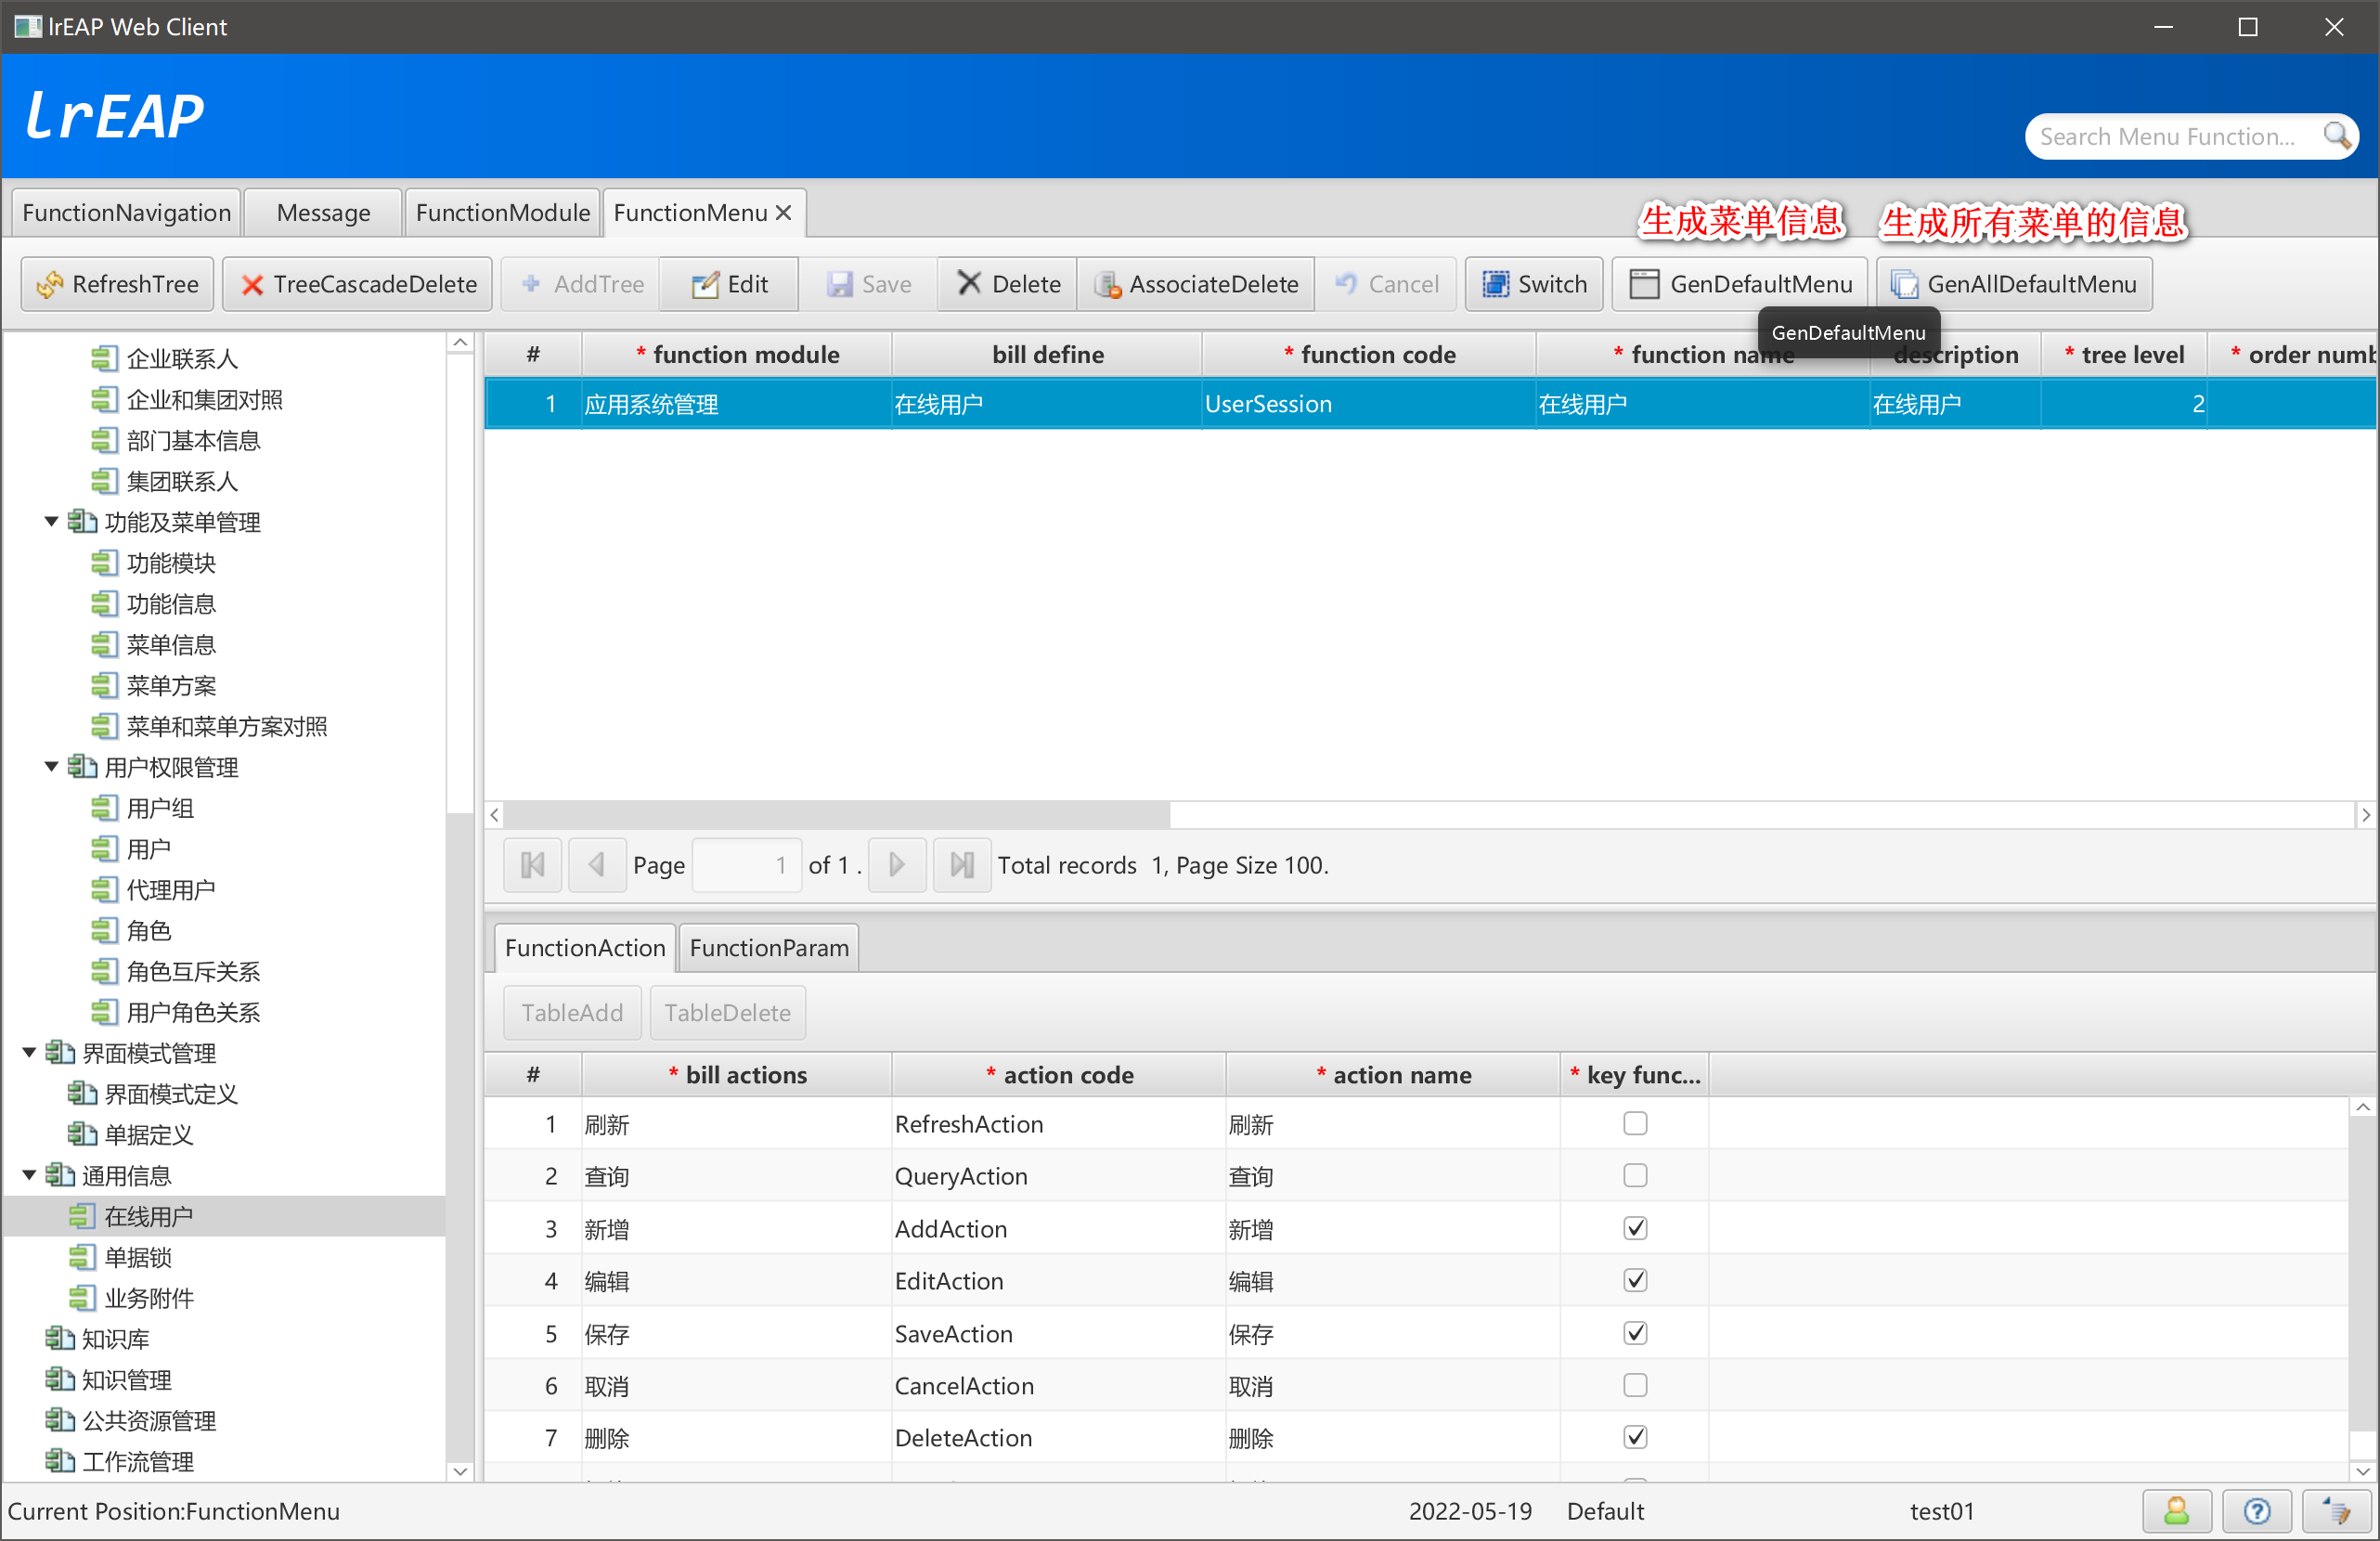 lrEAP Web Client
lrEAP
Search Menu Function...
FunctionNavigation Message FunctionModule FunctionMenu
生成菜单信息 生成所有菜单的信息
RefreshTree TreeCascadeDelete AddTree Edit Save Delete AssociateDelete Cancel Switch GenDefaultMenu GenAllDefaultMenu
GenDefaultMenu
企业联系人
企业和集团对照
部门基本信息
集团联系人
功能及菜单管理
功能模块
功能信息
菜单信息
菜单方案
菜单和菜单方案对照
用户权限管理
用户组
用户
代理用户
角色
角色互斥关系
用户角色关系
界面模式管理
界面模式定义
单据定义
通用信息
在线用户
单据锁
业务附件
知识库
知识管理
公共资源管理
工作流管理
# * function module bill define * function code * function name description * tree level * order numb
1 应用系统管理 在线用户 UserSession 在线用户 在线用户 2
Page 1 of 1 . Total records 1, Page Size 100.
FunctionAction FunctionParam
TableAdd TableDelete
# * bill actions * action code * action name * key func...
1 刷新 RefreshAction 刷新
2 查询 QueryAction 查询
3 新增 AddAction 新增
4 编辑 EditAction 编辑
5 保存 SaveAction 保存
6 取消 CancelAction 取消
7 删除 DeleteAction 删除
Current Position:FunctionMenu 2022-05-19 Default test01